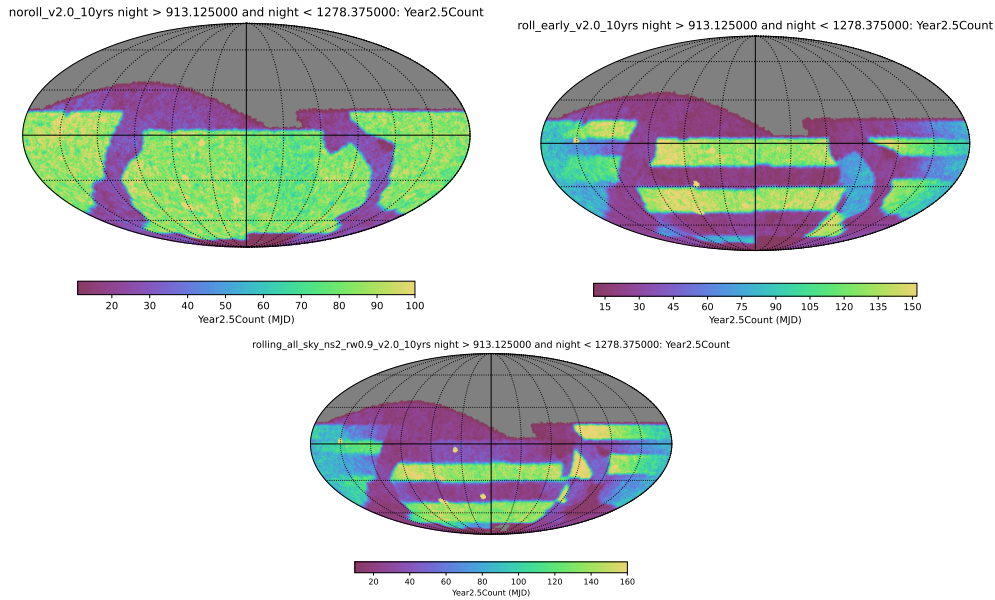 noroll_v2.0_10yrs night > 913.125000 and night < 1278.375000: Year2.5Count
20 30 40 50 60 70 80 90 100
Year2.5Count (MJD)
roll_early_v2.0_10yrs night > 913.125000 and night < 1278.375000: Year2.5Count
15 30 45 60 75 90 105 120 135 150
Year2.5Count (MJD)
rolling_all_sky_ns2_rw0.9_v2.0_10yrs night > 913.125000 and night < 1278.375000: Year2.5Count
20 40 60 80 100 120 140 160
Year2.5Count (MJD)